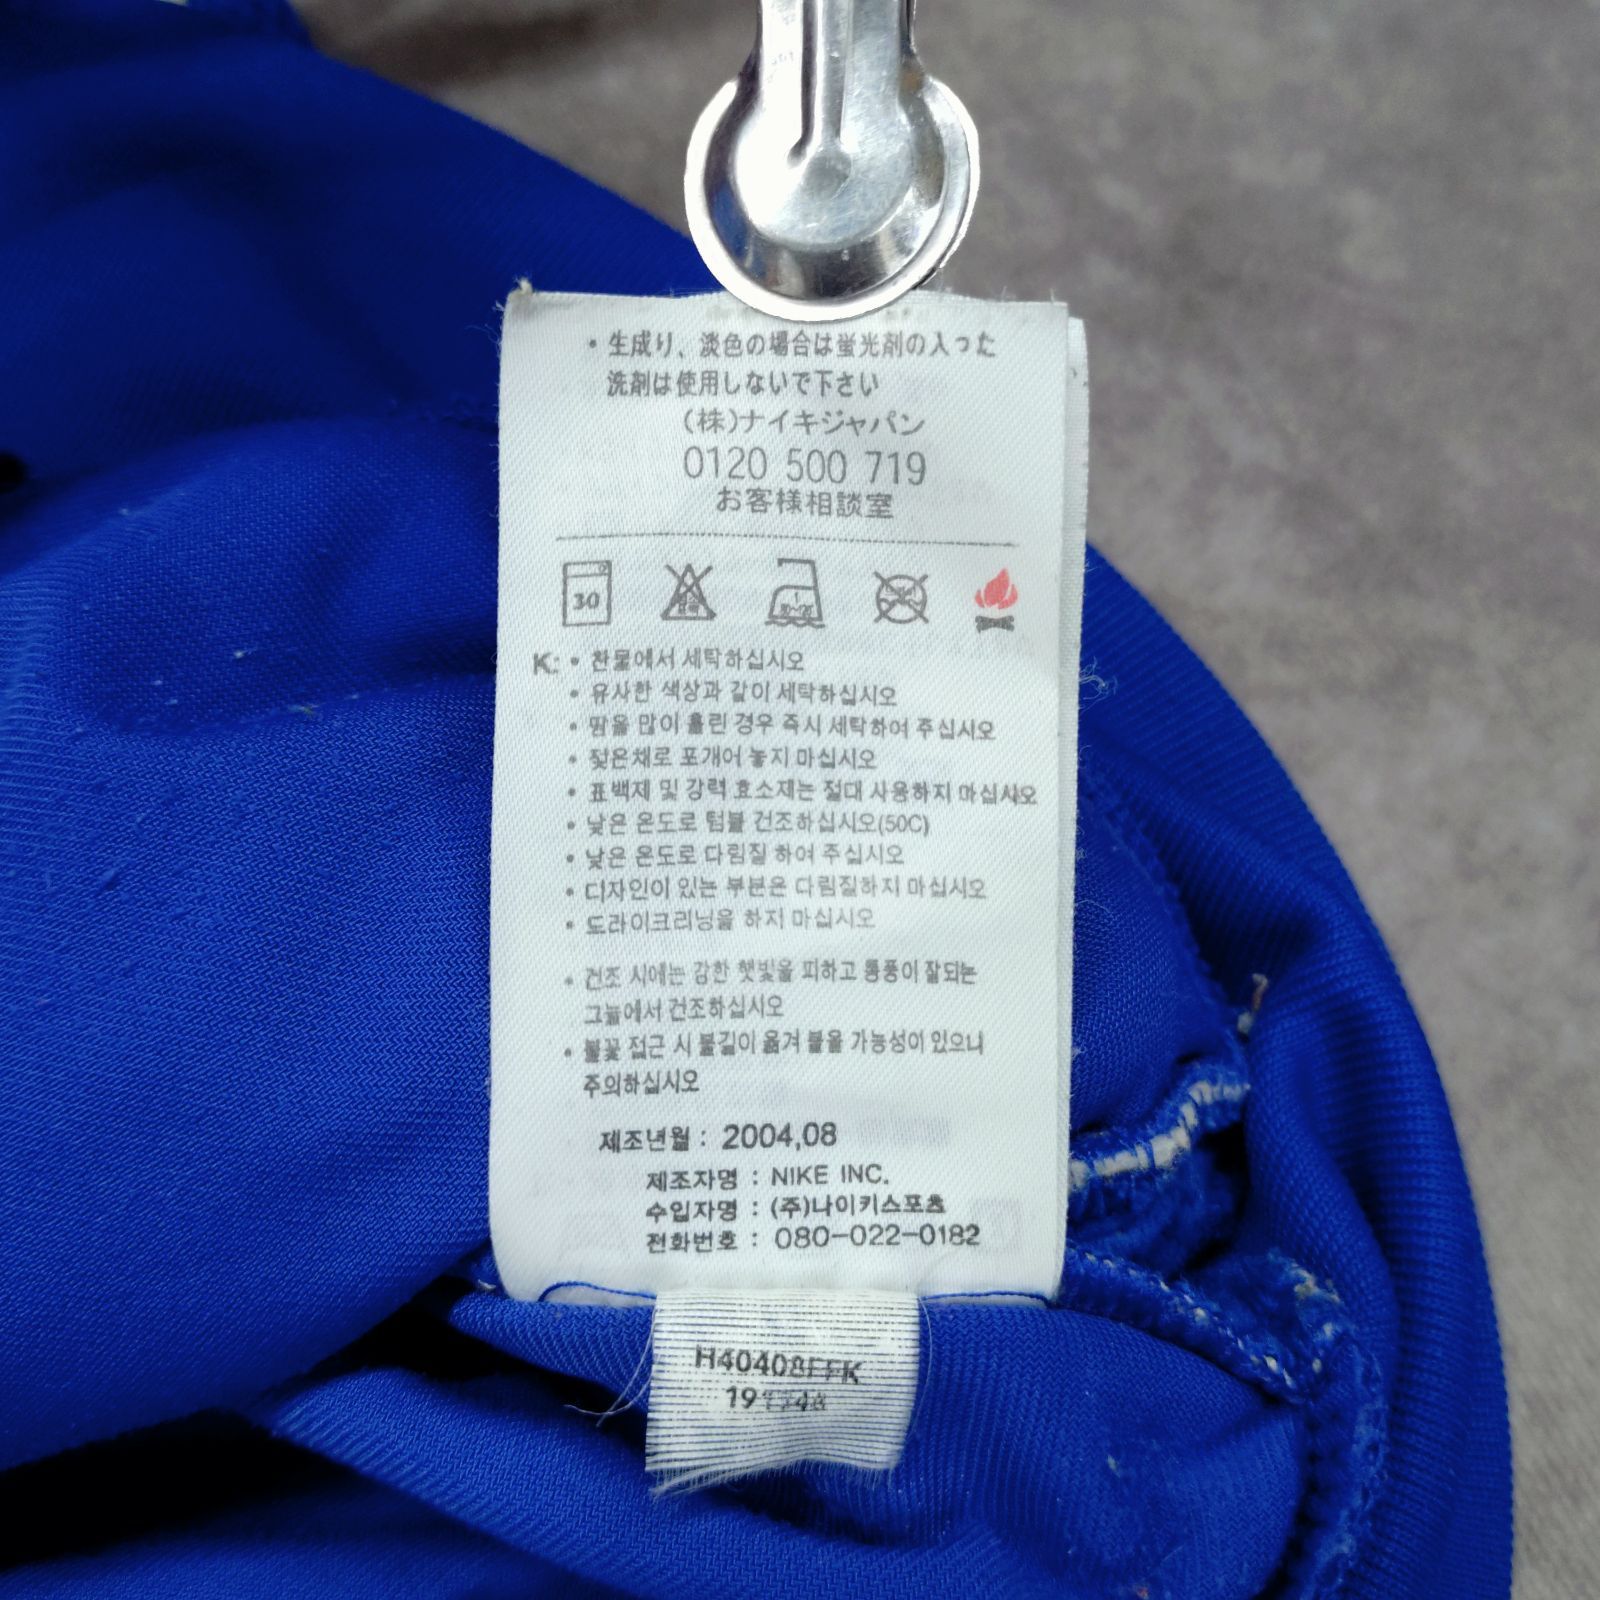 ・生成り、淡色の場合は蛍光剤の入った
洗剤は使用しないで下さい
(株)ナイキジャパン
0120 500 719
お客様相談室
30
K: • 찬물에서 세탁하십시오
• 유사한 색상과 같이 세탁하십시오
• 땀을 많이 흘린 경우 즉시 세탁하여 주십시오
• 젖은채로 포개어 놓지 마십시오
• 표백제 및 강력 효소제는 절대 사용하지 마십시오
• 낮은 온도로 텀블 건조하십시오(50C)
• 낮은 온도로 다림질 하여 주십시오
• 디자인이 있는 부분은 다림질하지 마십시오
• 드라이크리닝을 하지 마십시오
• 건조 시에는 강한 햇빛을 피하고 통풍이 잘되는
그늘에서 건조하십시오
• 불꽃 접근 시 불길이 옮겨 붙을 가능성이 있으니
주의하십시오
제조년월 : 2004,08
제조자명 : NIKE INC.
수입자명 : (주)나이키스포츠
전화번호 : 080-022-0182